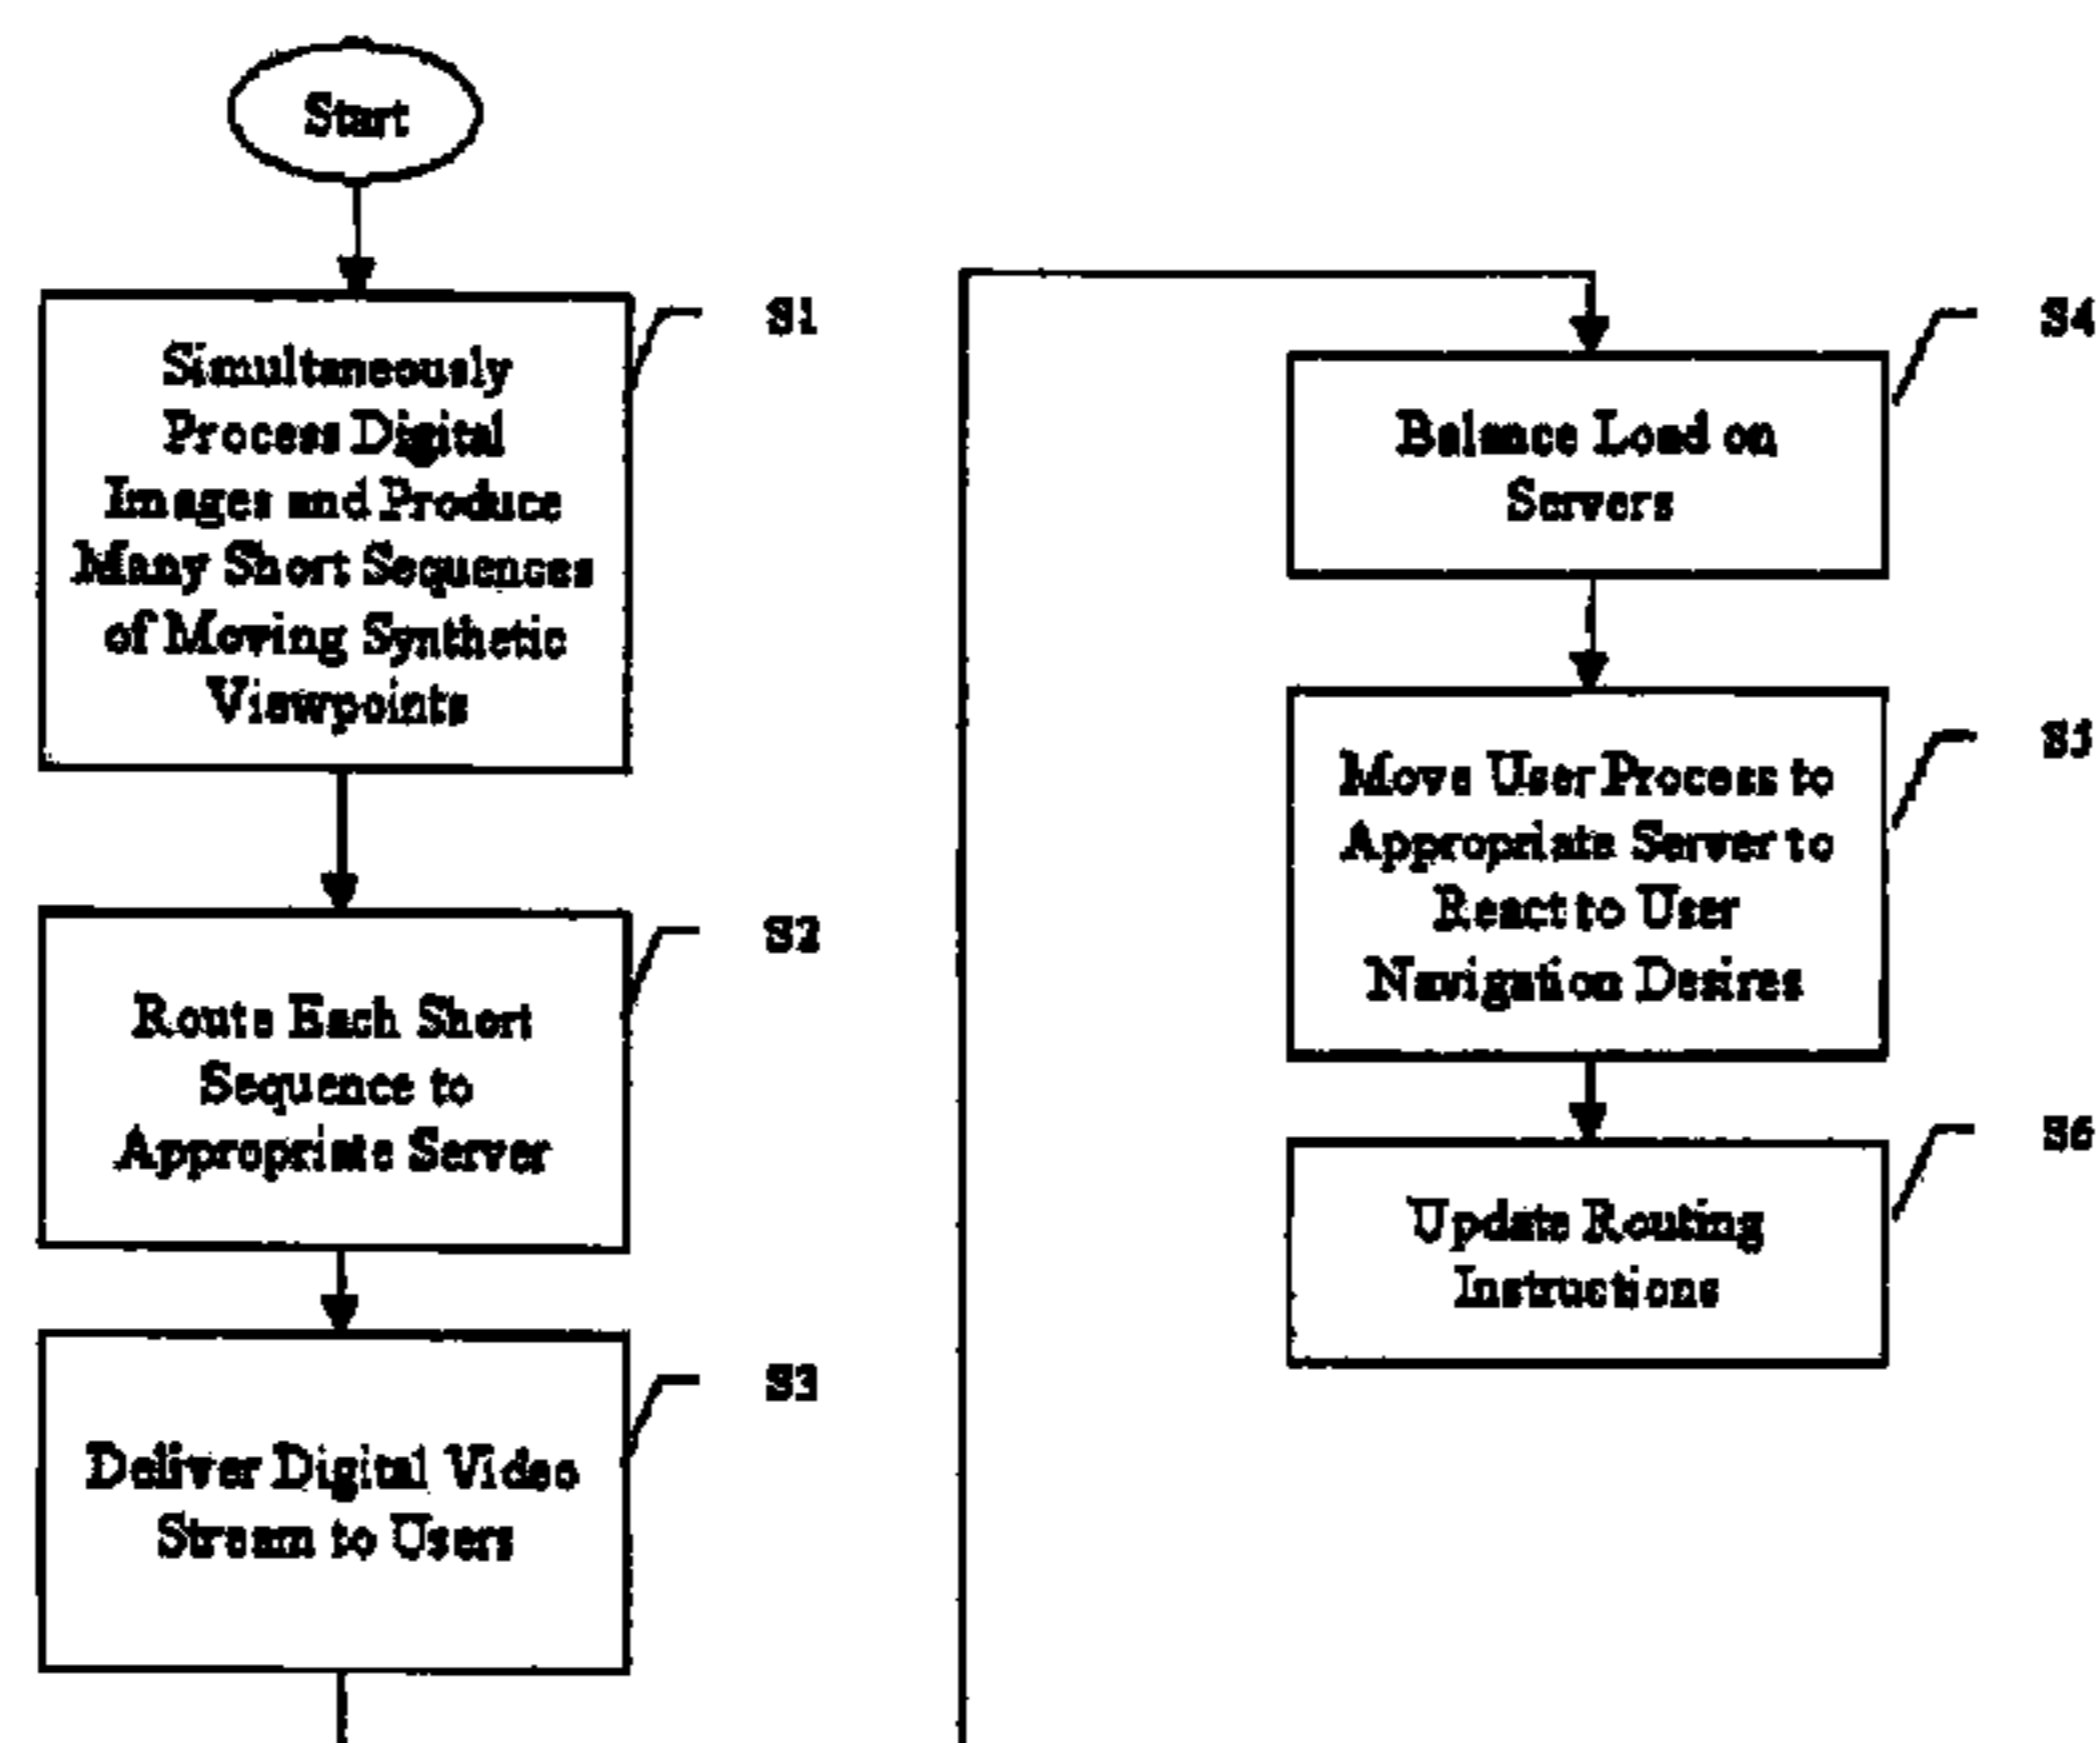 Start
S1
Simultaneously
Process Digital
Images and Produce
Many Short Sequences
of Moving Synthetic
Viewpoints
S2
Route Each Short
Sequence to
Appropriate Server
S3
Deliver Digital Video
Stream to Users
S4
Balance Load on
Servers
S5
Move User Process to
Appropriate Server to
React to User
Navigation Desires
S6
Update Routing
Instructions